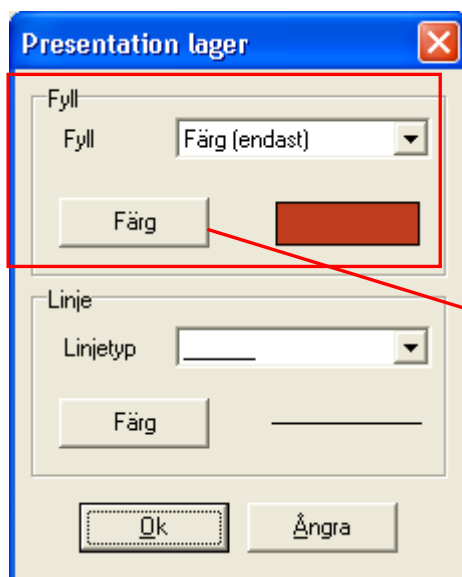 Presentation lager
Fyll
Fyll Färg (endast)
Färg
Linje
Linjetyp
Färg
Ok Ångra